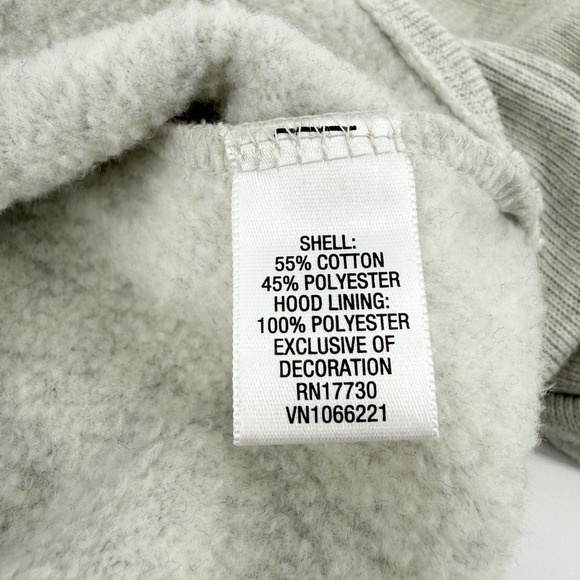 SHELL:
55% COTTON
45% POLYESTER
HOOD LINING:
100% POLYESTER
EXCLUSIVE OF
DECORATION
RN17730
VN1066221